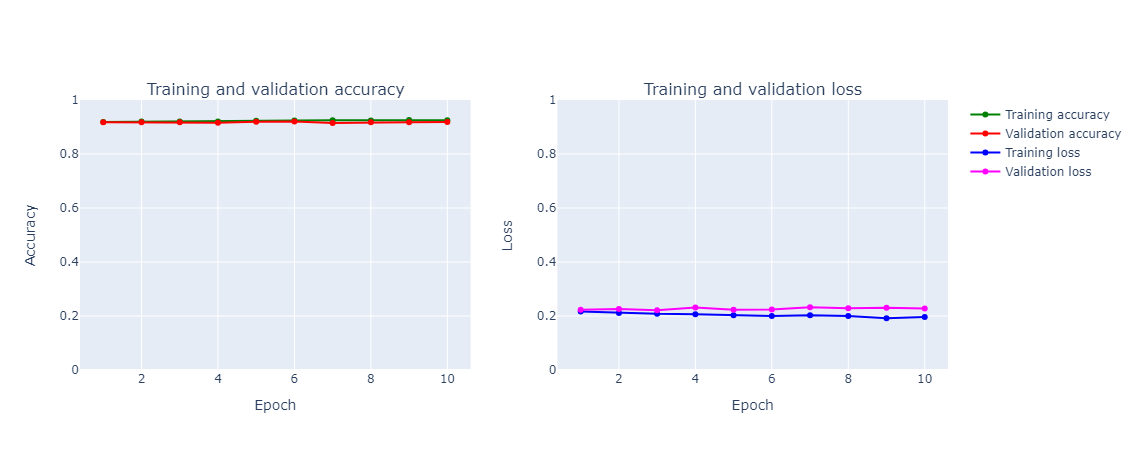 Training and validation accuracy
1
0.8
0.6
0.4
0.2
0
Accuracy
2
4
6
8
10
Epoch
Training and validation loss
1
0.8
0.6
0.4
0.2
0
Loss
2
4
6
8
10
Epoch
Training accuracy
Validation accuracy
Training loss
Validation loss